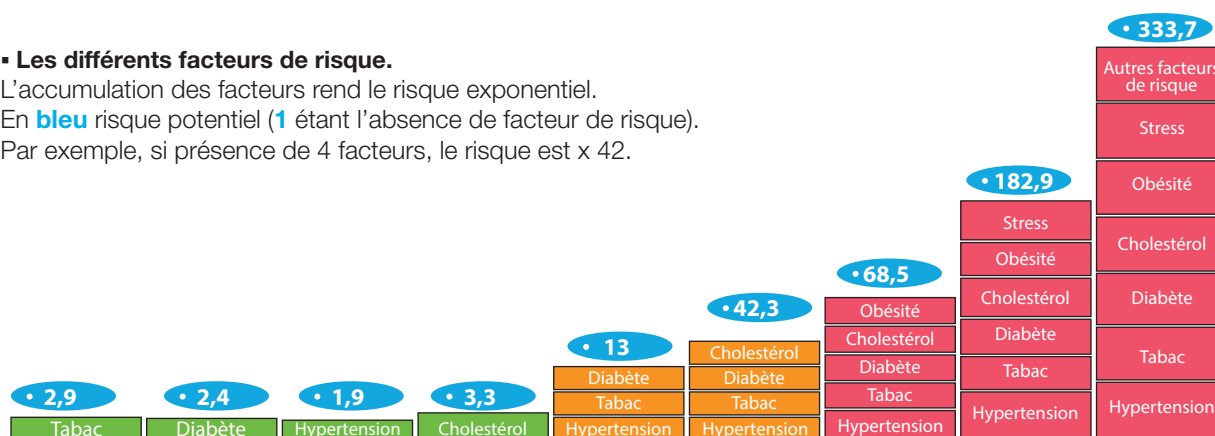 ▪ Les différents facteurs de risque.
L’accumulation des facteurs rend le risque exponentiel.
En bleu risque potentiel (1 étant l’absence de facteur de risque).
Par exemple, si présence de 4 facteurs, le risque est x 42.
• 2,9
Tabac
• 2,4
Diabète
• 1,9
Hypertension
• 3,3
Cholestérol
• 13
Diabète
Tabac
Hypertension
• 42,3
Cholestérol
Diabète
Tabac
Hypertension
• 68,5
Obésité
Cholestérol
Diabète
Tabac
Hypertension
• 182,9
Stress
Obésité
Cholestérol
Diabète
Tabac
Hypertension
• 333,7
Autres facteurs
de risque
Stress
Obésité
Cholestérol
Diabète
Tabac
Hypertension